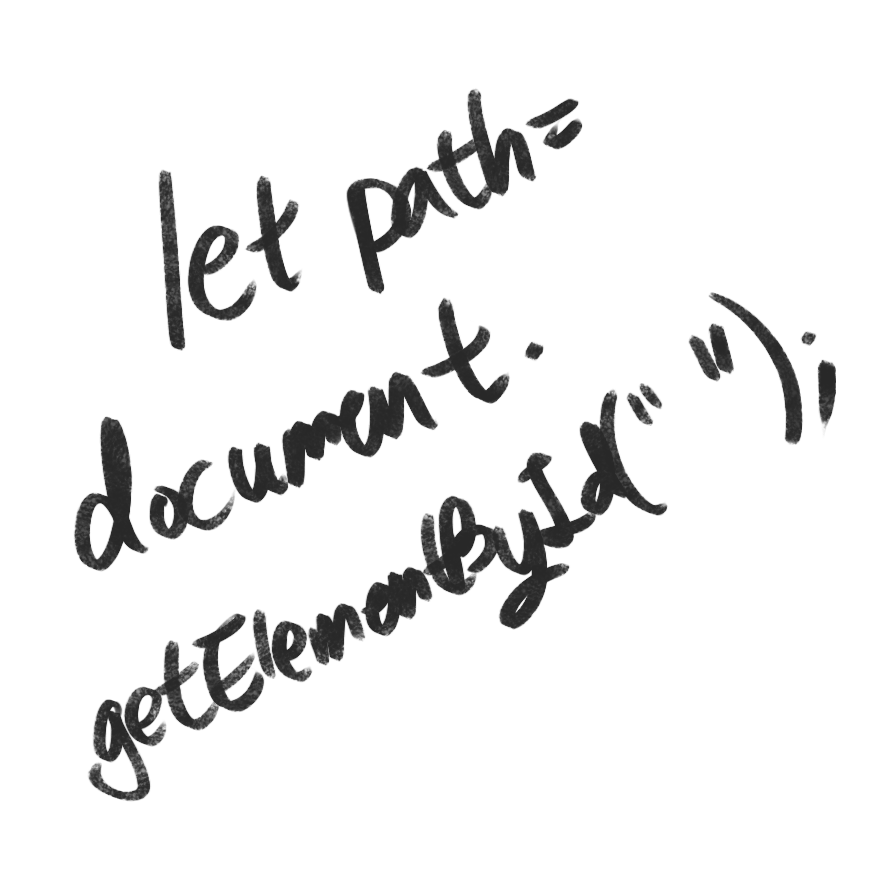 let path=
document.
getElementById(" ");